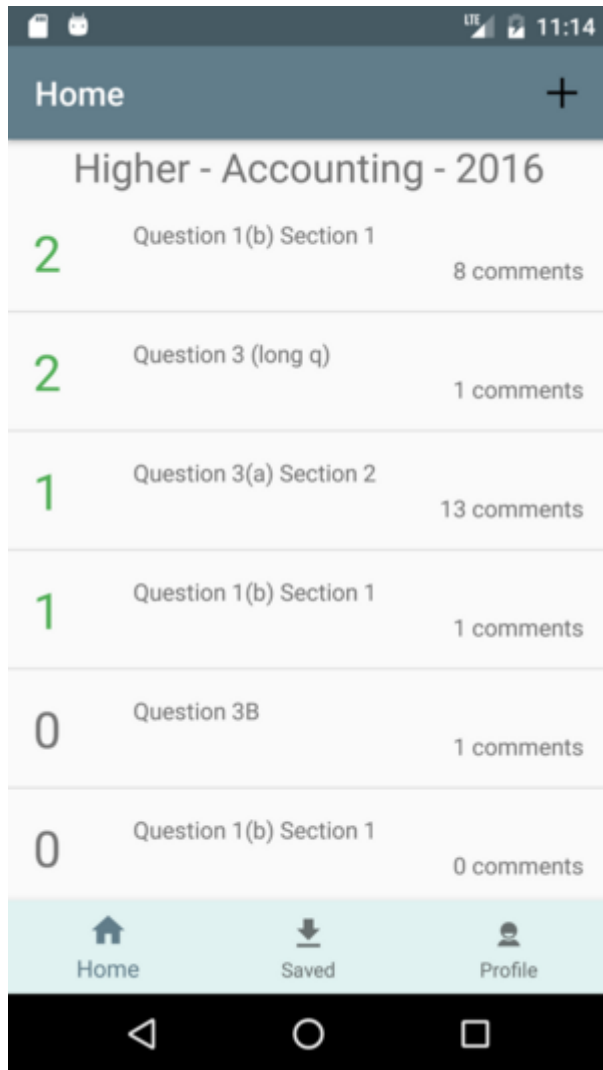 LTE 11:14
Home
Higher - Accounting - 2016
2 Question 1(b) Section 1
8 comments
2 Question 3 (long q)
1 comments
1 Question 3(a) Section 2
13 comments
1 Question 1(b) Section 1
1 comments
0 Question 3B
1 comments
0 Question 1(b) Section 1
0 comments
Home Saved Profile